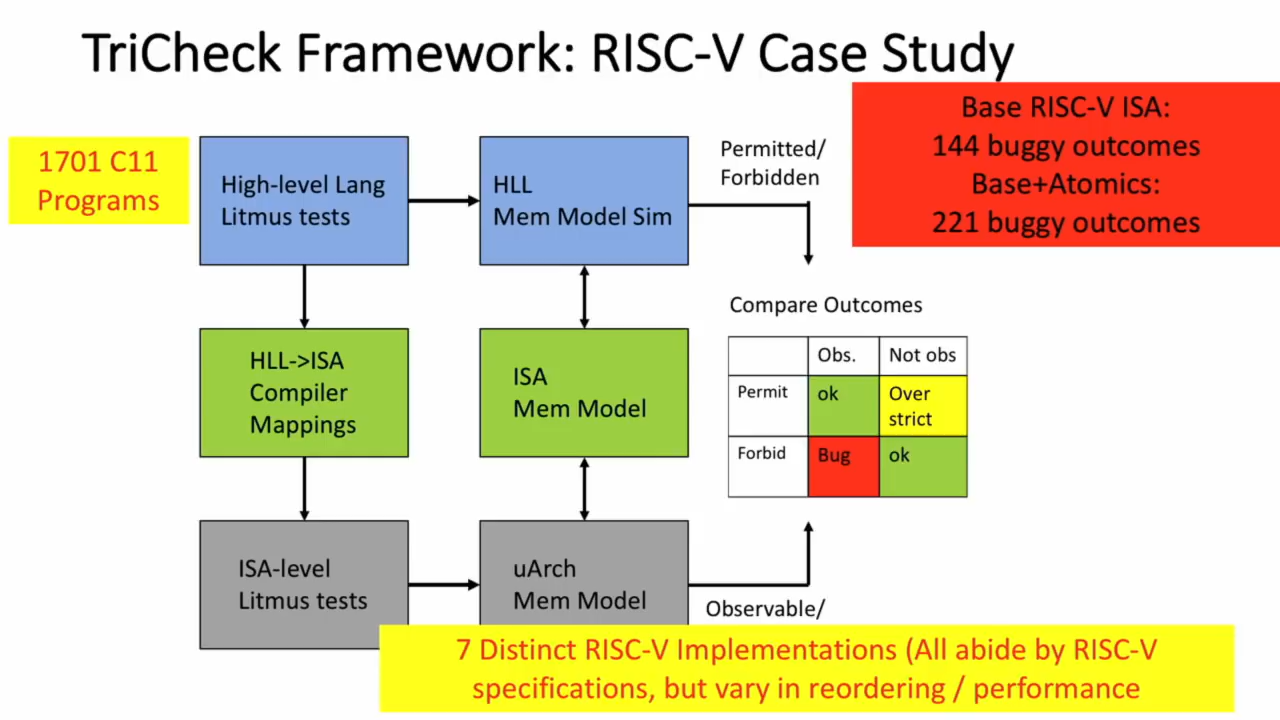 TriCheck Framework: RISC-V Case Study
1701 C11
Programs
High-level Lang
Litmus tests
HLL
Mem Model Sim
Permitted/
Forbidden
Base RISC-V ISA:
144 buggy outcomes
Base+Atomics:
221 buggy outcomes
HLL->ISA
Compiler
Mappings
ISA
Mem Model
Compare Outcomes
Obs.
Not obs
Permit
ok
Over
strict
Forbid
Bug
ok
ISA-level
Litmus tests
uArch
Mem Model
Observable/
7 Distinct RISC-V Implementations (All abide by RISC-V
specifications, but vary in reordering / performance